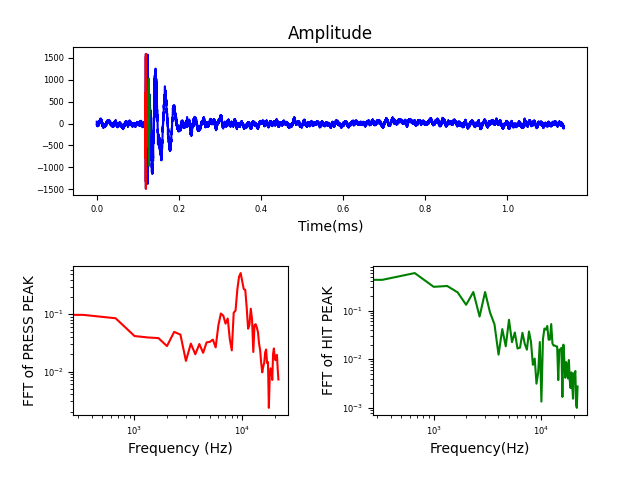 Amplitude
1500
1000
500
0
−500
−1000
−1500
0.0 0.2 0.4 0.6 0.8 1.0
Time(ms)
FFT of PRESS PEAK
10⁻¹
10⁻²
10³ 10⁴
Frequency (Hz)
FFT of HIT PEAK
10⁻¹
10⁻²
10⁻³
10³ 10⁴
Frequency(Hz)